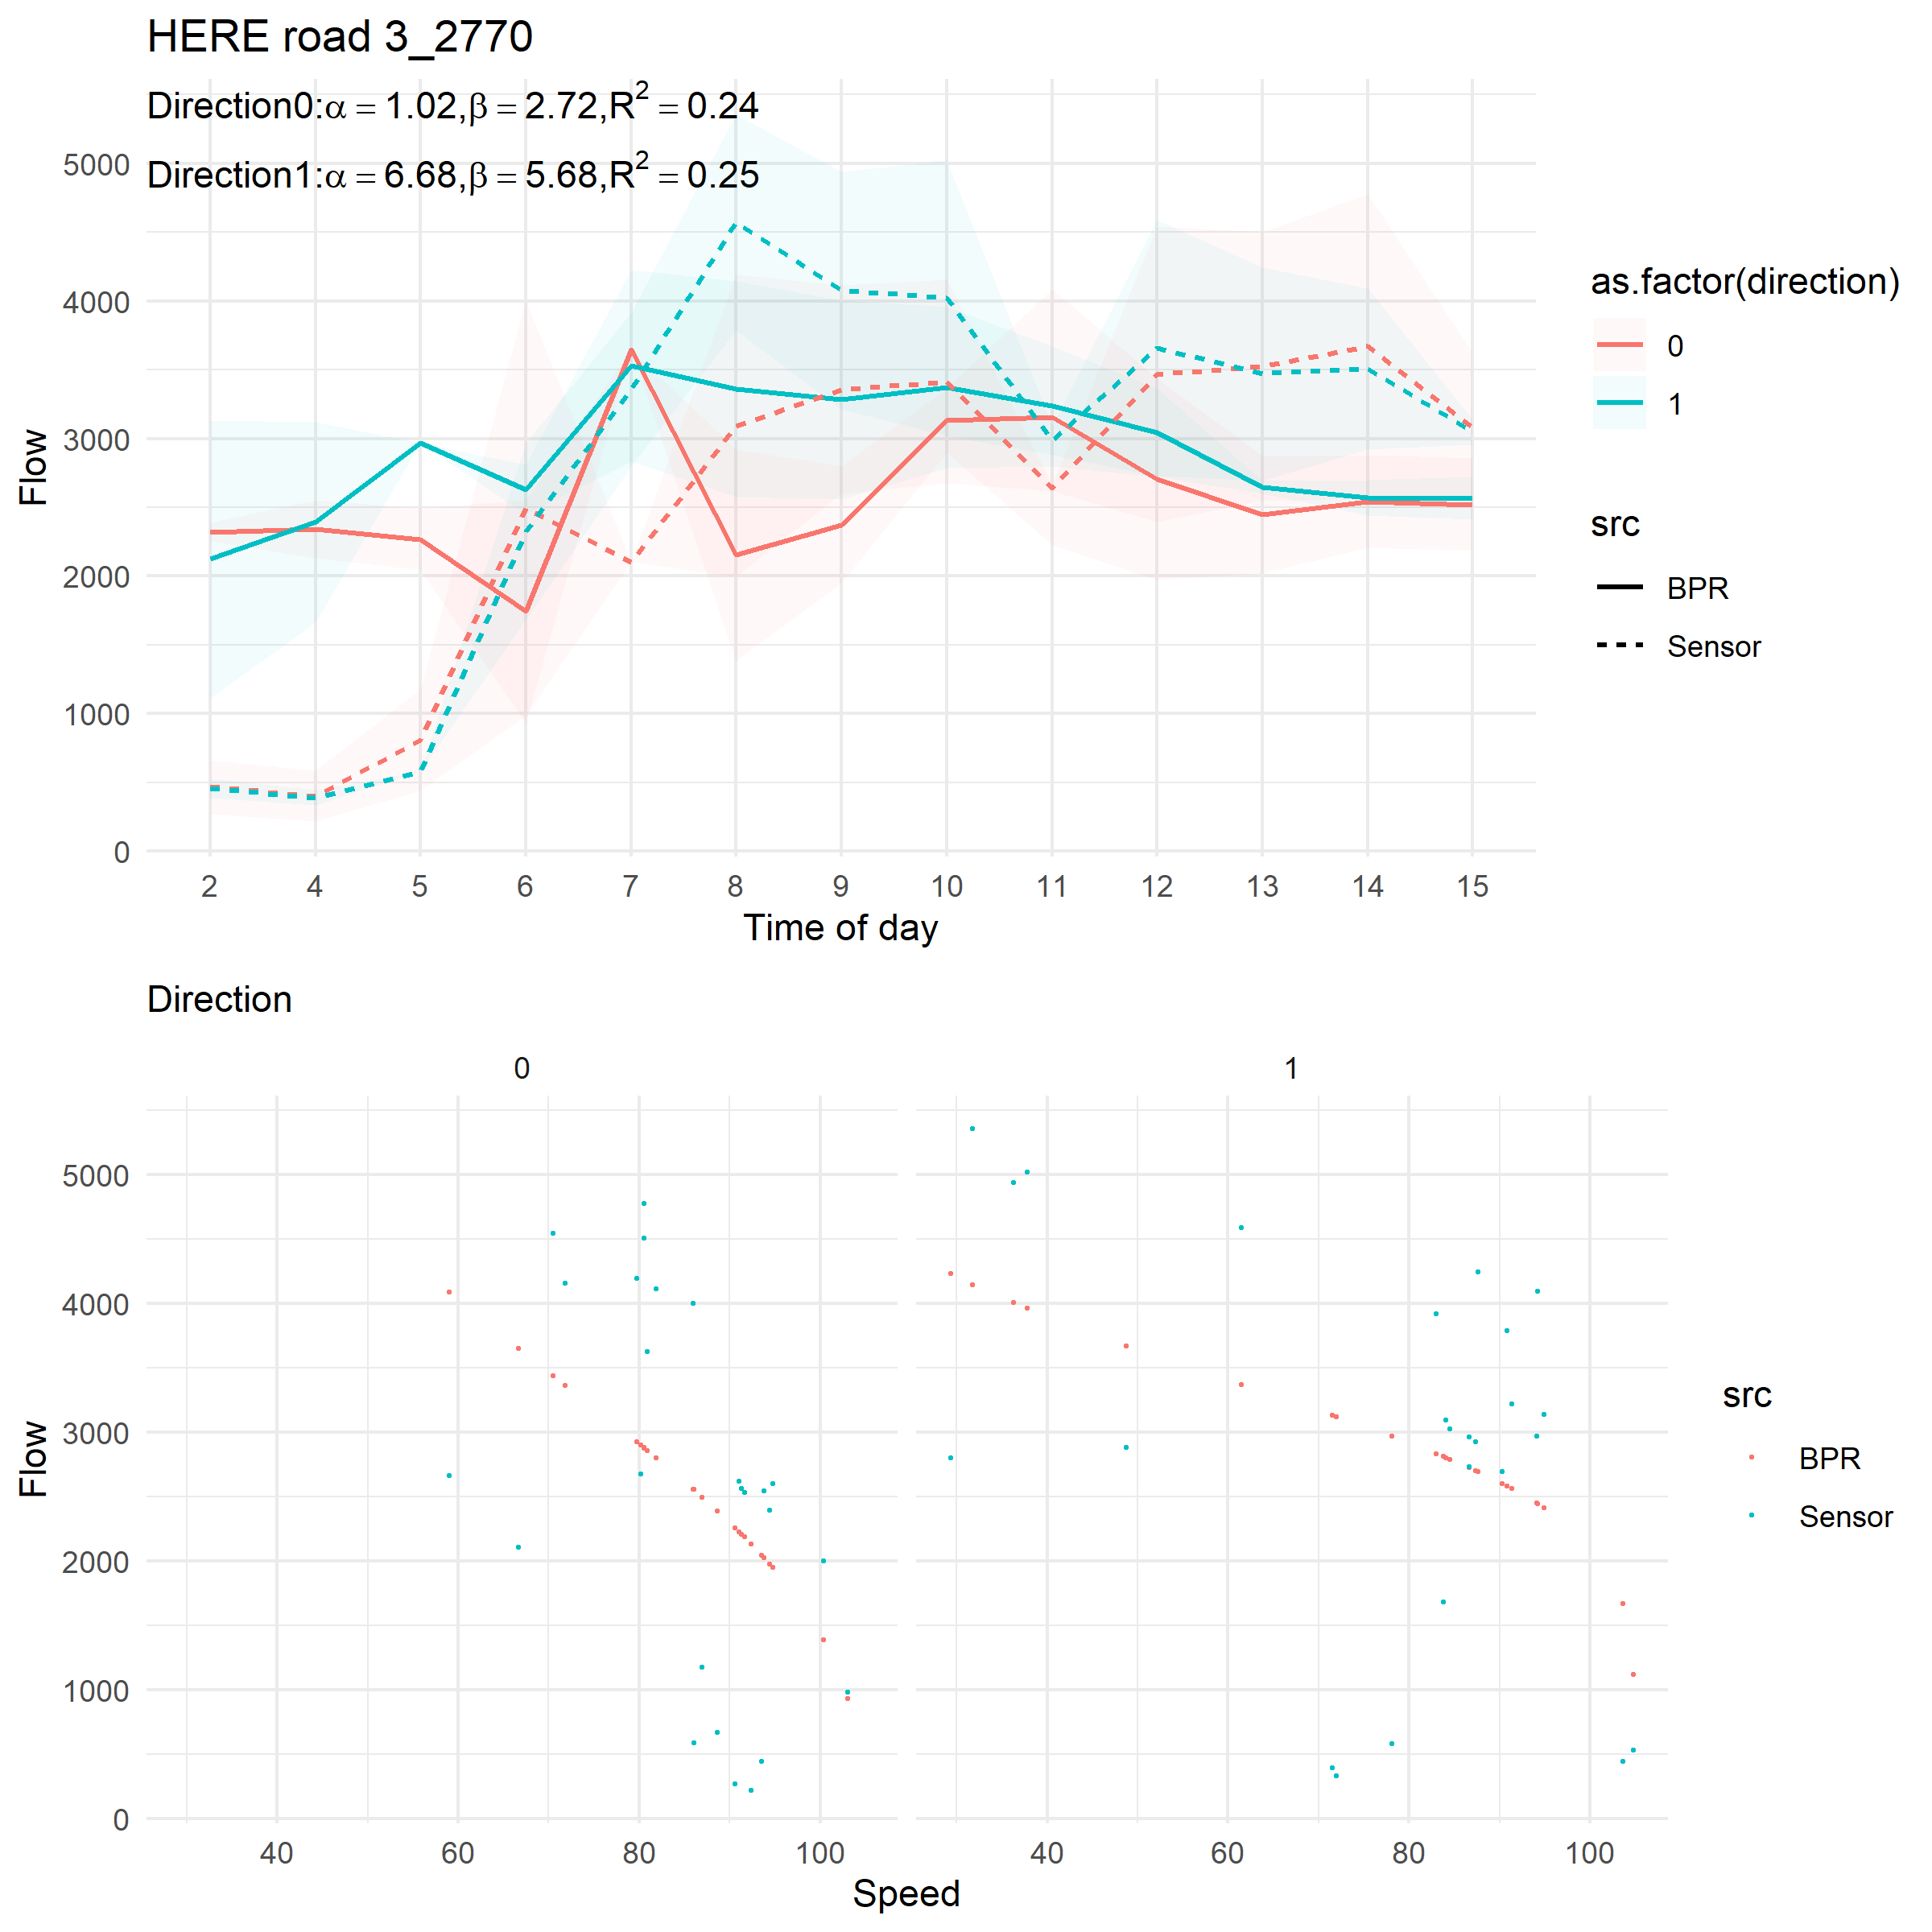 HERE road 3_2770
Direction0:α = 1.02,β = 2.72,R² = 0.24
Direction1:α = 6.68,β = 5.68,R² = 0.25
Flow
5000
4000
3000
2000
1000
0
2 4 5 6 7 8 9 10 11 12 13 14 15
Time of day
as.factor(direction)
0
1
src
BPR
Sensor
Direction
0 1
Flow
5000
4000
3000
2000
1000
0
40 60 80 100 40 60 80 100
Speed
src
BPR
Sensor